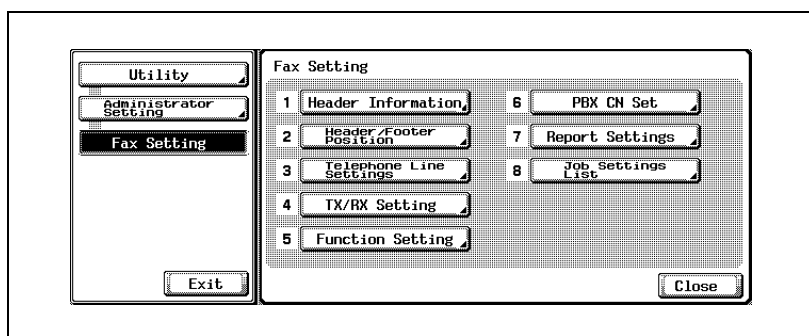 Utility
Administrator
Setting
Fax Setting
Exit
Fax Setting
1 Header Information
2 Header/Footer
Position
3 Telephone Line
Settings
4 TX/RX Setting
5 Function Setting
6 PBX CN Set
7 Report Settings
8 Job Settings
List
Close